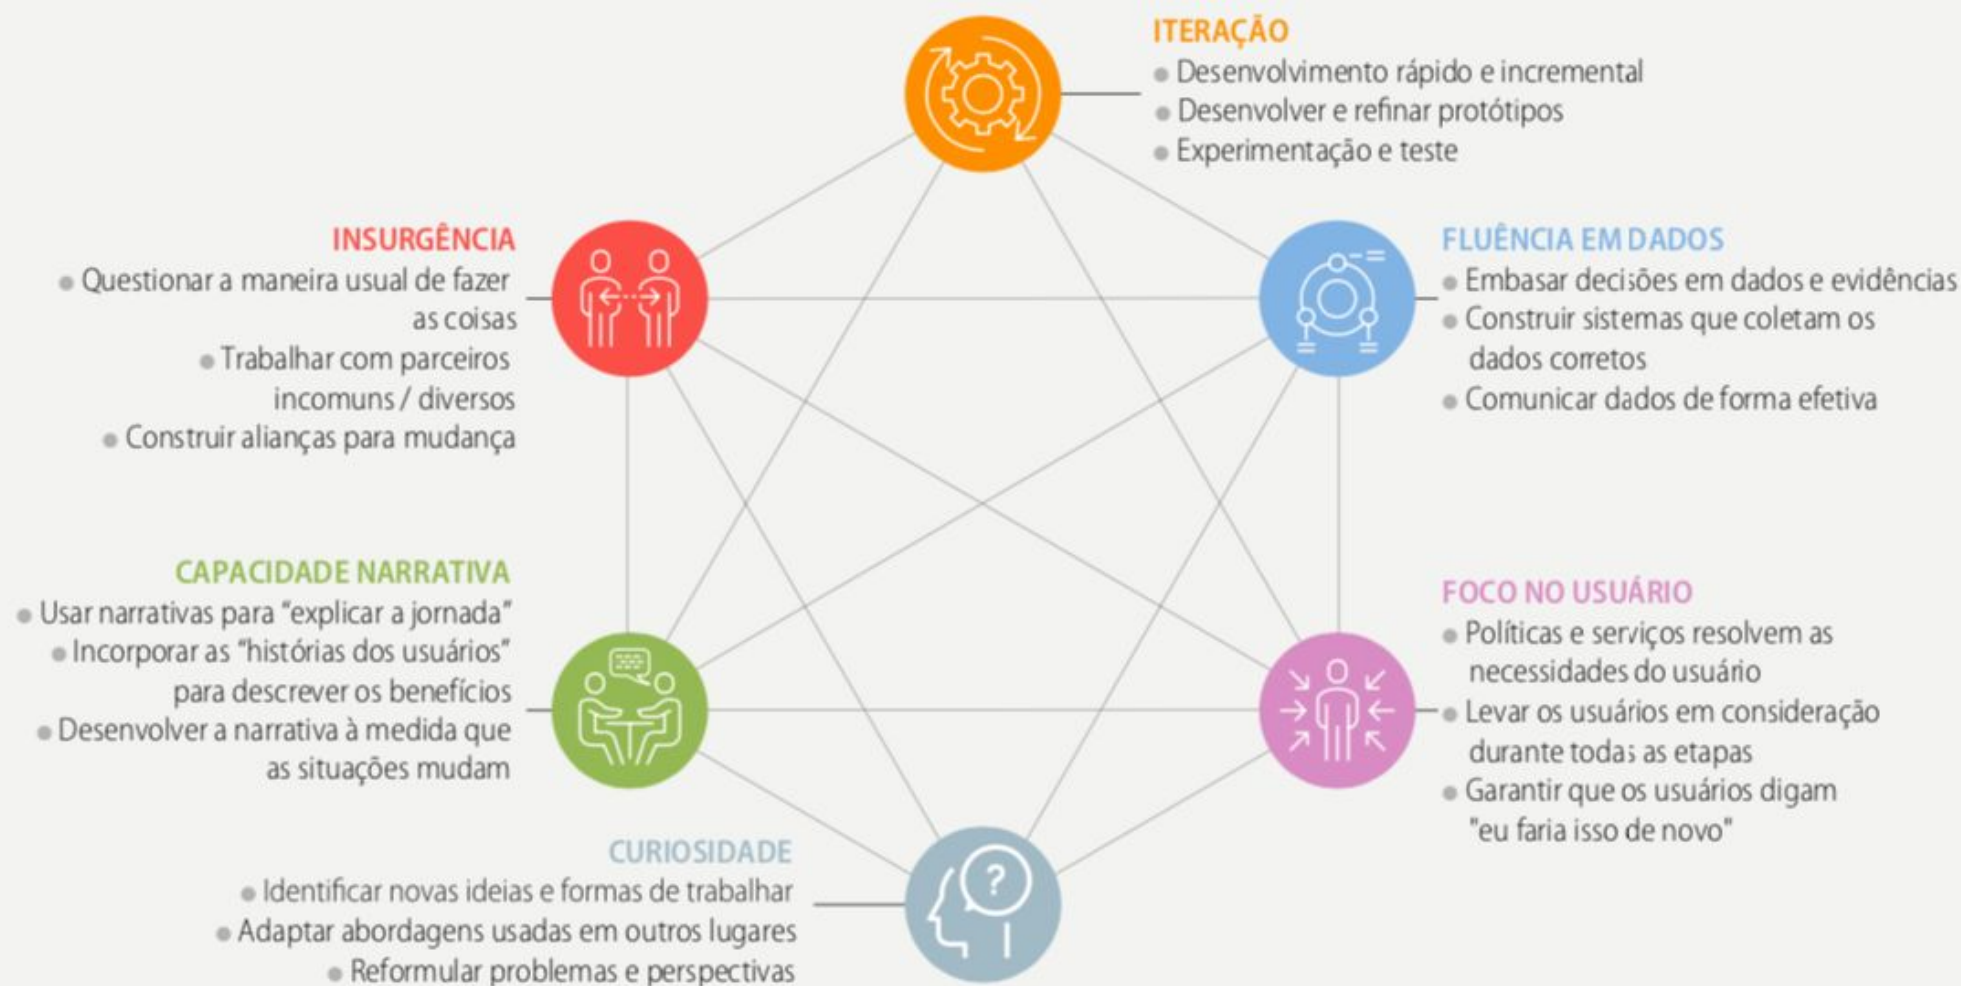 ITERAÇÃO
● Desenvolvimento rápido e incremental
● Desenvolver e refinar protótipos
● Experimentação e teste
INSURGÊNCIA
● Questionar a maneira usual de fazer
as coisas
● Trabalhar com parceiros
incomuns / diversos
● Construir alianças para mudança
FLUÊNCIA EM DADOS
● Embasar decisões em dados e evidências
● Construir sistemas que coletam os
dados corretos
● Comunicar dados de forma efetiva
CAPACIDADE NARRATIVA
● Usar narrativas para “explicar a jornada”
● Incorporar as “histórias dos usuários”
para descrever os benefícios
● Desenvolver a narrativa à medida que
as situações mudam
FOCO NO USUÁRIO
● Políticas e serviços resolvem as
necessidades do usuário
● Levar os usuários em consideração
durante todas as etapas
● Garantir que os usuários digam
"eu faria isso de novo"
CURIOSIDADE
● Identificar novas ideias e formas de trabalhar
● Adaptar abordagens usadas em outros lugares
● Reformular problemas e perspectivas
?